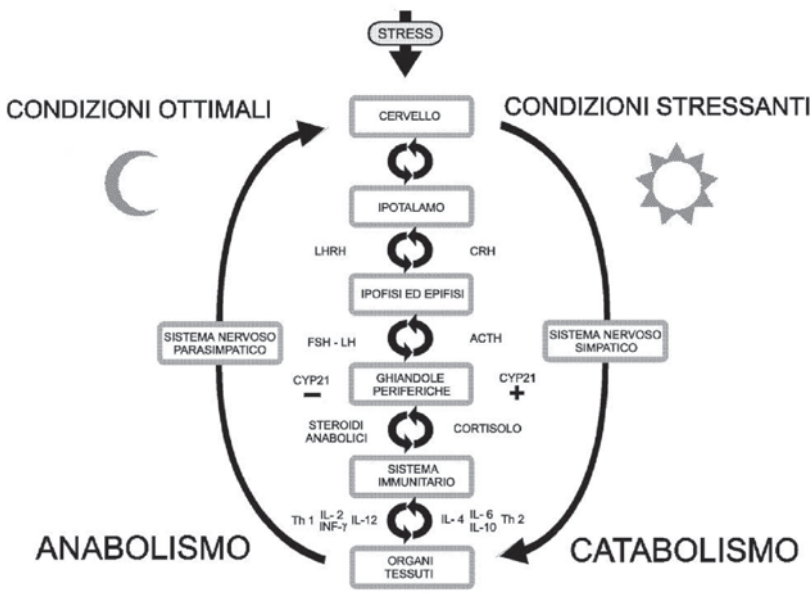 STRESS
CONDIZIONI OTTIMALI
CERVELLO
CONDIZIONI STRESSANTI
IPOTALAMO
LHRH
CRH
IPOFISI ED EPIFISI
SISTEMA NERVOSO
PARASIMPATICO
FSH - LH
ACTH
SISTEMA NERVOSO
SIMPATICO
CYP21
−
GHIANDOLE
PERIFERICHE
CYP21
+
STEROIDI
ANABOLICI
CORTISOLO
SISTEMA
IMMUNITARIO
Th 1 IL- 2 IL-12
INF-γ
IL- 4 IL- 6 Th 2
IL-10
ANABOLISMO
ORGANI
TESSUTI
CATABOLISMO